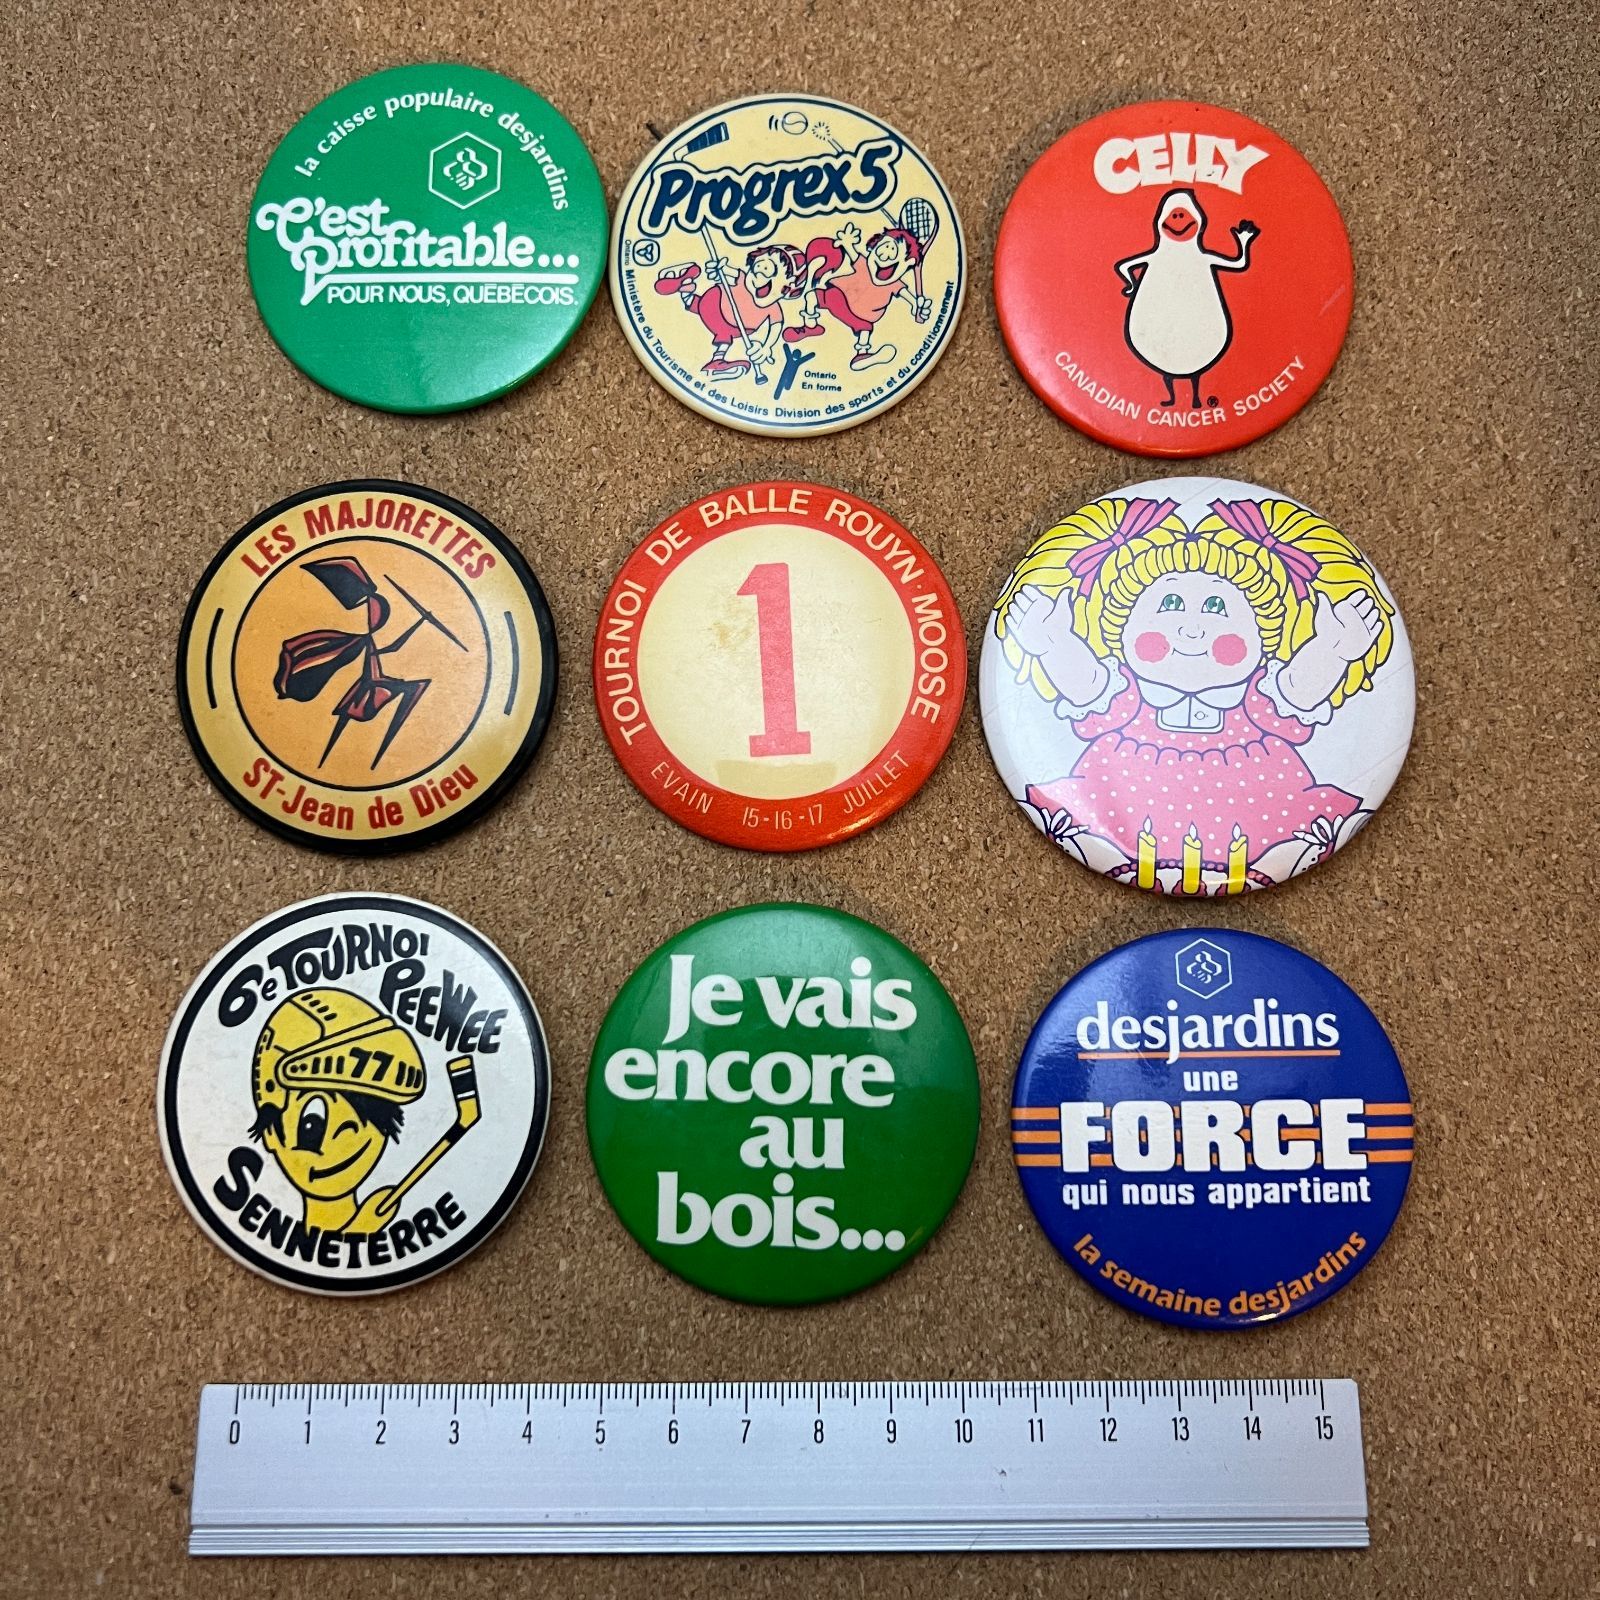 la caisse populaire desjardins
C'est
Profitable...
POUR NOUS, QUÉBÉCOIS.
Progrex 5
Ontario
Ministère du Tourisme et des Loisirs Division des sports et du conditionnement
Ontario
En forme
CELLY
®
CANADIAN CANCER SOCIETY
LES MAJORETTES
ST-Jean de Dieu
TOURNOI DE BALLE ROUYN-MOOSE
1
EVAIN 15-16-17 JUILLET
6e TOURNOI
PEEWEE
77
SENNETERRE
Je vais
encore
au
bois...
desjardins
une
FORCE
qui nous appartient
la semaine desjardins
0 1 2 3 4 5 6 7 8 9 10 11 12 13 14 15